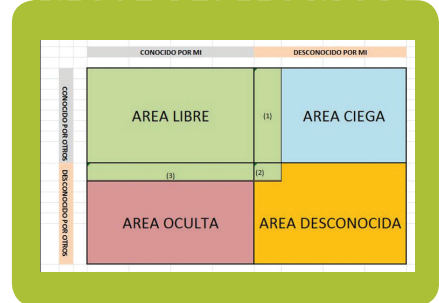 CONOCIDO POR MI
DESCONOCIDO POR MI
CONOCIDO POR OTROS
AREA LIBRE
(1)
AREA CIEGA
(3)
(2)
DESCONOCIDO POR OTROS
AREA OCULTA
AREA DESCONOCIDA